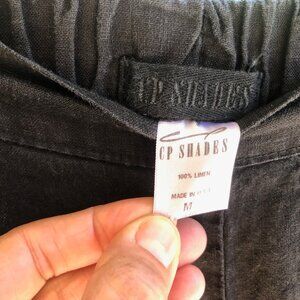 CP SHADES
CP SHADES
100% LINEN
MADE IN U.S.A.
M